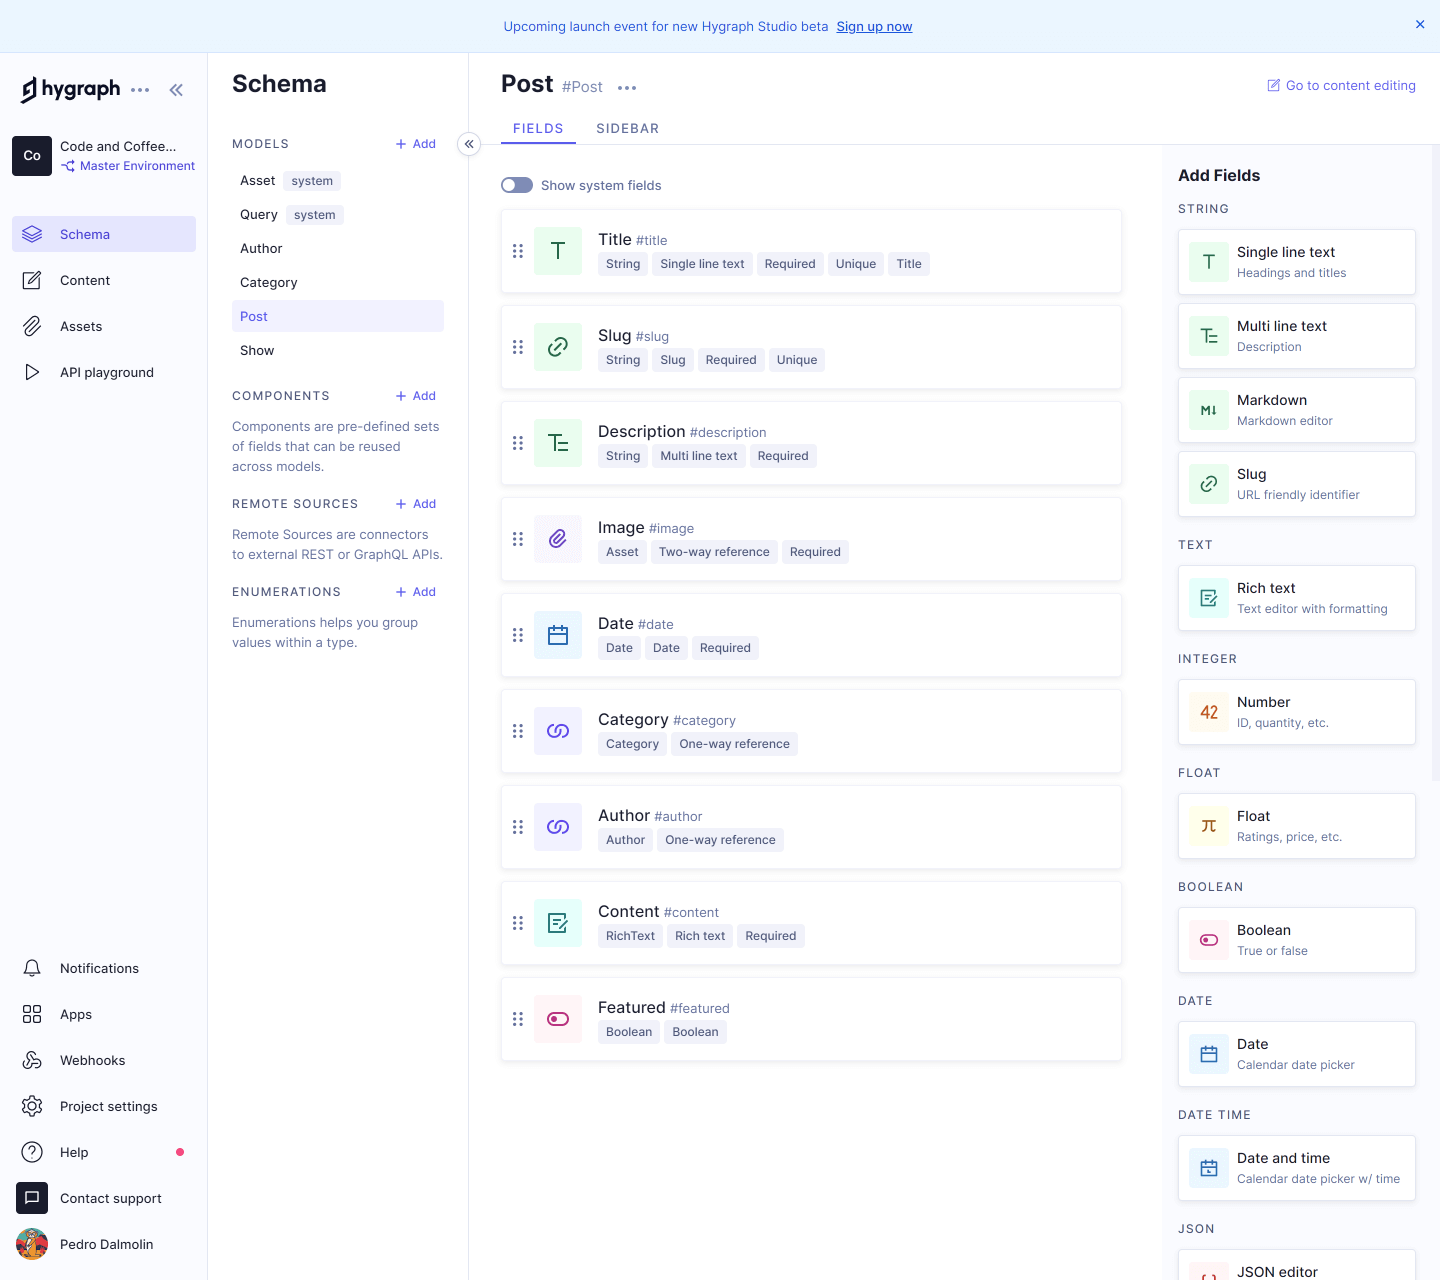 Upcoming launch event for new Hygraph Studio beta Sign up now
hygraph
Co
Code and Coffee...
Master Environment
Schema
Content
Assets
API playground
Notifications
Apps
Webhooks
Project settings
Help
Contact support
Pedro Dalmolin
Schema
MODELS
+ Add
Asset system
Query system
Author
Category
Post
Show
COMPONENTS
+ Add
Components are pre-defined sets
of fields that can be reused
across models.
REMOTE SOURCES
+ Add
Remote Sources are connectors
to external REST or GraphQL APIs.
ENUMERATIONS
+ Add
Enumerations helps you group
values within a type.
Post #Post
Go to content editing
FIELDS SIDEBAR
Show system fields
Title #title
String Single line text Required Unique Title
Slug #slug
String Slug Required Unique
Description #description
String Multi line text Required
Image #image
Asset Two-way reference Required
Date #date
Date Date Required
Category #category
Category One-way reference
Author #author
Author One-way reference
Content #content
RichText Rich text Required
Featured #featured
Boolean Boolean
Add Fields
STRING
Single line text
Headings and titles
Multi line text
Description
Markdown
Markdown editor
Slug
URL friendly identifier
TEXT
Rich text
Text editor with formatting
INTEGER
42
Number
ID, quantity, etc.
FLOAT
π
Float
Ratings, price, etc.
BOOLEAN
Boolean
True or false
DATE
Date
Calendar date picker
DATE TIME
Date and time
Calendar date picker w/ time
JSON
JSON editor